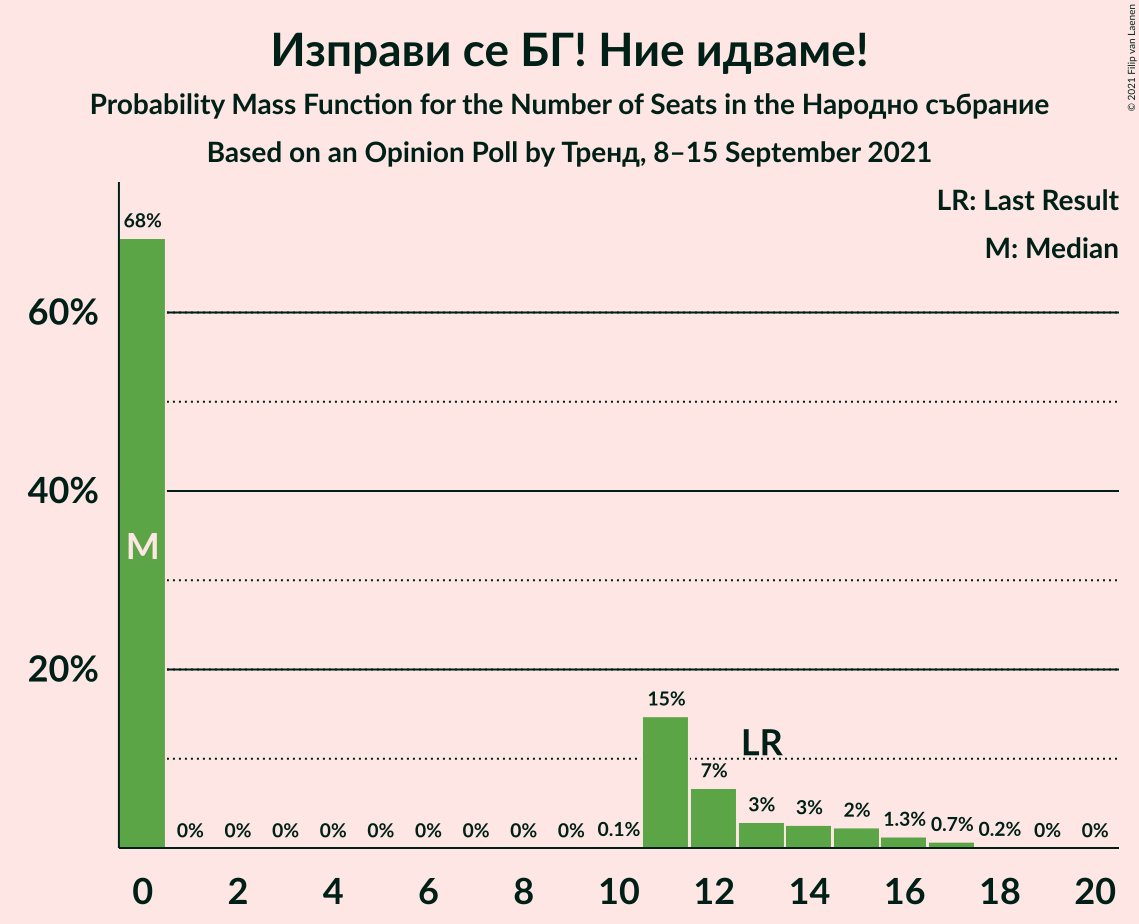 Изправи се БГ! Ние идваме!
Probability Mass Function for the Number of Seats in the Народно събрание
Based on an Opinion Poll by Тренд, 8–15 September 2021
© 2021 Filip van Laenen
LR: Last Result
M: Median
68%
60%
40%
M
20%
15%
LR
7%
0% 0% 0% 0% 0% 0% 0% 0% 0% 0.1% 3% 3% 2% 1.3% 0.7% 0.2% 0% 0%
0 2 4 6 8 10 12 14 16 18 20